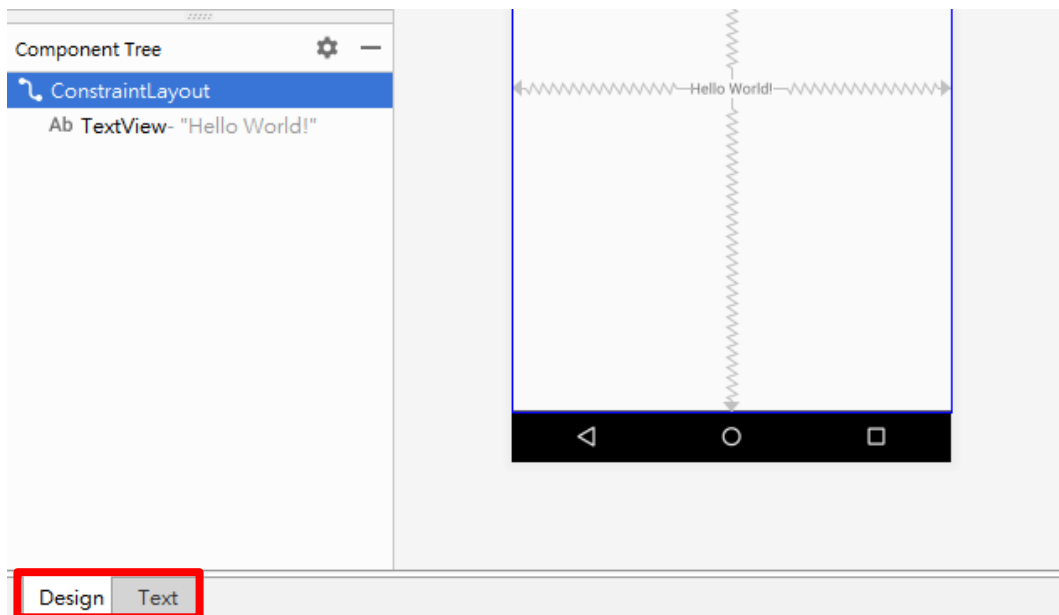 Component Tree
ConstraintLayout
Ab TextView- "Hello World!"
Hello World!
Design Text